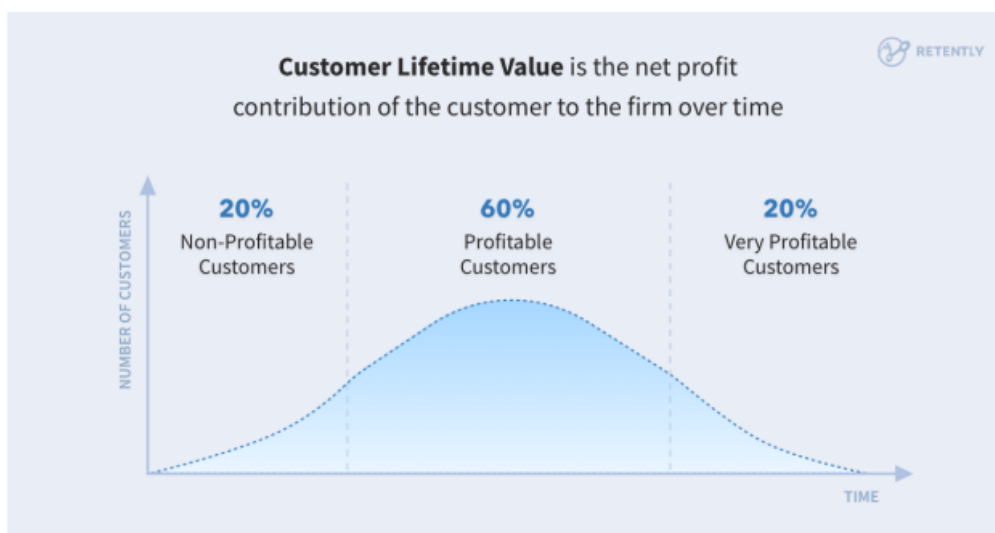 RETENTLY
Customer Lifetime Value is the net profit
contribution of the customer to the firm over time
NUMBER OF CUSTOMERS
20%
Non-Profitable
Customers
60%
Profitable
Customers
20%
Very Profitable
Customers
TIME